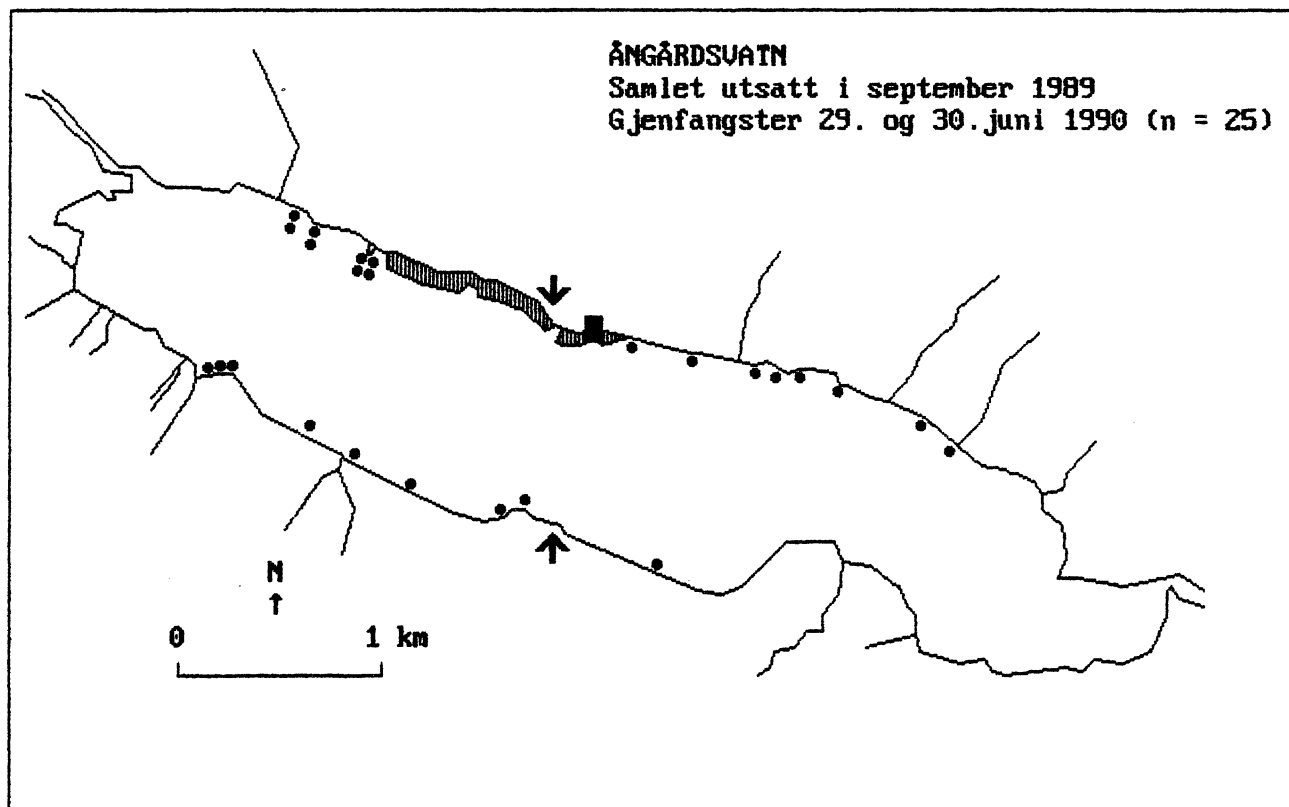 ÅNGÅRDSVATN
Samlet utsatt i september 1989
Gjenfangster 29. og 30.juni 1990 (n = 25)
N
0 1 km